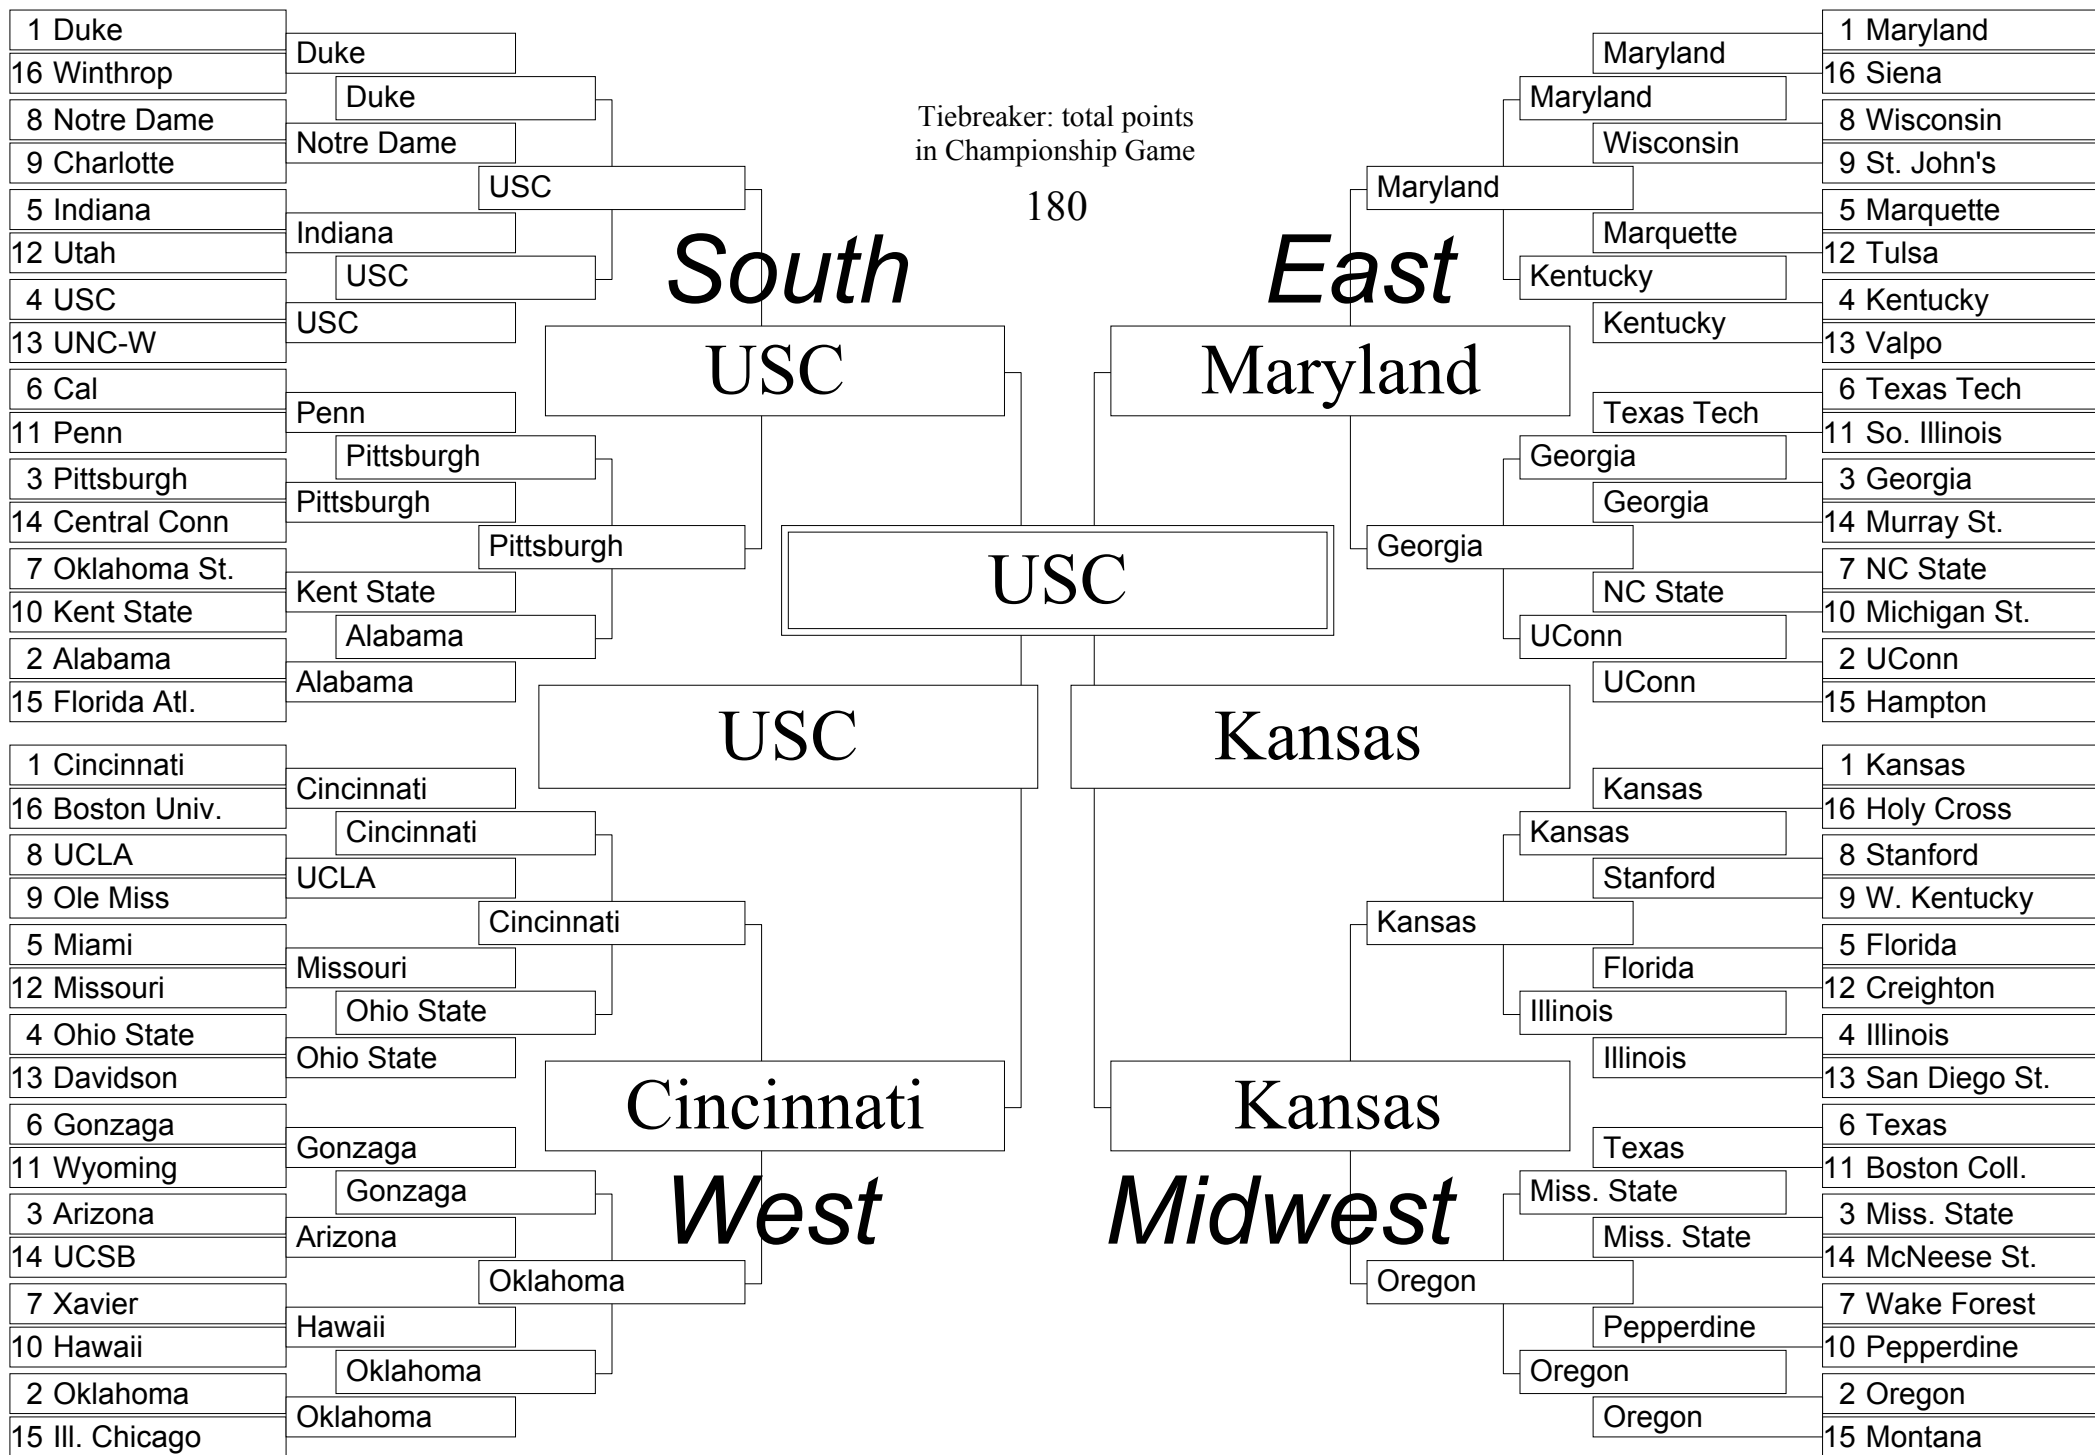 1 Duke
16 Winthrop
8 Notre Dame
9 Charlotte
5 Indiana
12 Utah
4 USC
13 UNC-W
6 Cal
11 Penn
3 Pittsburgh
14 Central Conn
7 Oklahoma St.
10 Kent State
2 Alabama
15 Florida Atl.
Duke
Notre Dame
Indiana
USC
Penn
Pittsburgh
Kent State
Alabama
Duke
USC
Pittsburgh
Alabama
USC
Pittsburgh
South
USC
1 Cincinnati
16 Boston Univ.
8 UCLA
9 Ole Miss
5 Miami
12 Missouri
4 Ohio State
13 Davidson
6 Gonzaga
11 Wyoming
3 Arizona
14 UCSB
7 Xavier
10 Hawaii
2 Oklahoma
15 Ill. Chicago
Cincinnati
UCLA
Missouri
Ohio State
Gonzaga
Arizona
Hawaii
Oklahoma
Cincinnati
Ohio State
Gonzaga
Oklahoma
Cincinnati
Oklahoma
Cincinnati
West
Tiebreaker: total points
in Championship Game
180
USC
USC
Kansas
East
Maryland
Maryland
Georgia
Maryland
Kentucky
Georgia
UConn
Maryland
Wisconsin
Marquette
Kentucky
Texas Tech
Georgia
NC State
UConn
1 Maryland
16 Siena
8 Wisconsin
9 St. John's
5 Marquette
12 Tulsa
4 Kentucky
13 Valpo
6 Texas Tech
11 So. Illinois
3 Georgia
14 Murray St.
7 NC State
10 Michigan St.
2 UConn
15 Hampton
Kansas
Midwest
Kansas
Oregon
Kansas
Illinois
Miss. State
Oregon
Kansas
Stanford
Florida
Illinois
Texas
Miss. State
Pepperdine
Oregon
1 Kansas
16 Holy Cross
8 Stanford
9 W. Kentucky
5 Florida
12 Creighton
4 Illinois
13 San Diego St.
6 Texas
11 Boston Coll.
3 Miss. State
14 McNeese St.
7 Wake Forest
10 Pepperdine
2 Oregon
15 Montana